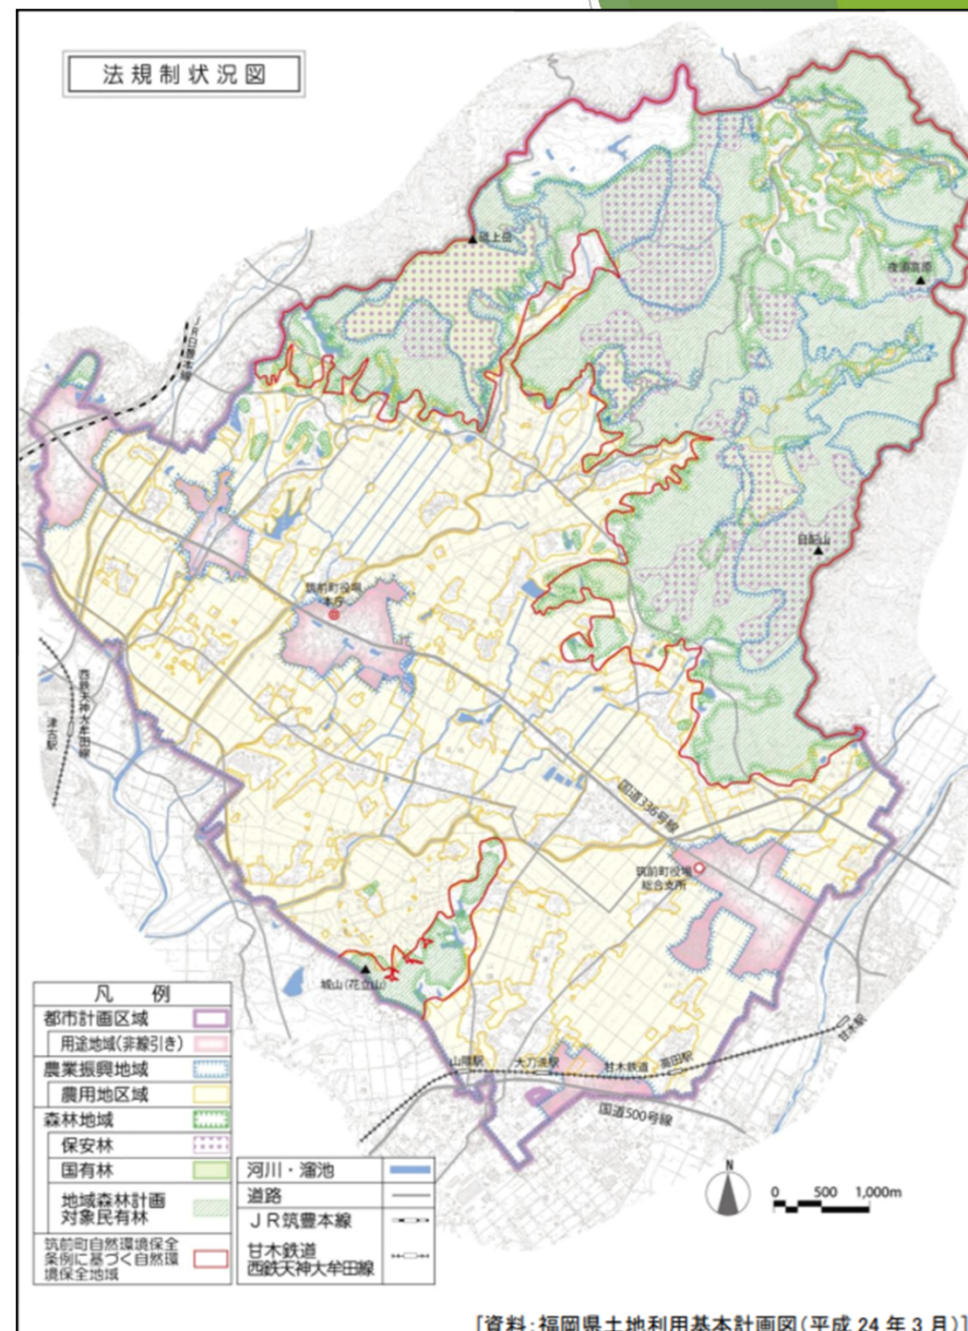 法規制状況図
砥上岳
夜須高原
JR日豊本線
目配山
筑前町役場
本庁
西鉄天神大牟田線
津古駅
国道336号線
筑前町役場
総合支所
城山(花立山)
山隈駅
大刀洗駅
甘木鉄道
高田駅
甘木駅
国道500号線
凡 例
都市計画区域
用途地域(非線引き)
農業振興地域
農用地区域
森林地域
保安林
国有林
地域森林計画
対象民有林
筑前町自然環境保全
条例に基づく自然環
境保全地域
河川・溜池
道路
JR筑豊本線
甘木鉄道
西鉄天神大牟田線
N
0 500 1,000m
[資料:福岡県土地利用基本計画図(平成24年3月)]